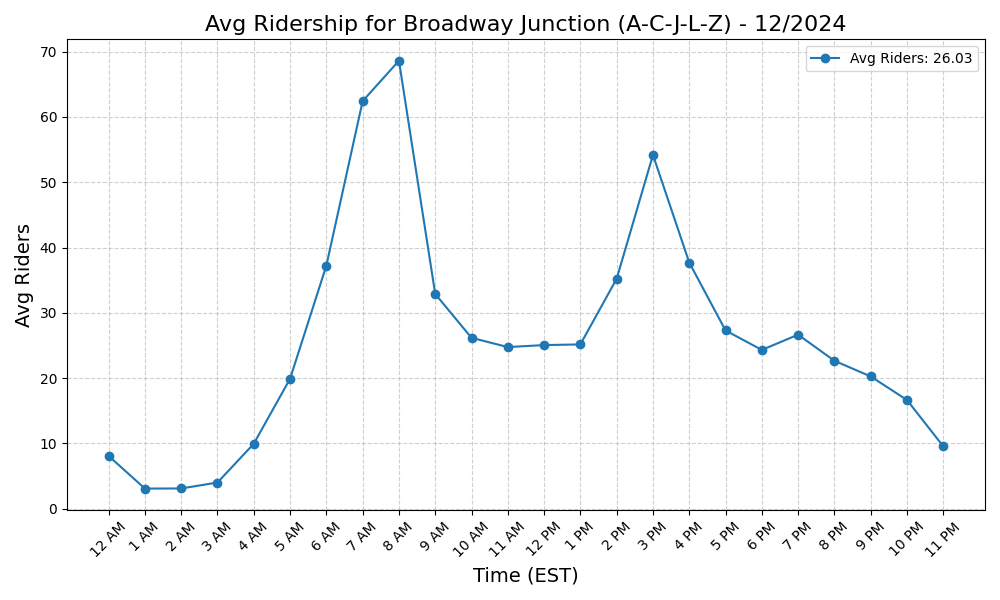 Avg Ridership for Broadway Junction (A-C-J-L-Z) - 12/2024
Avg Riders: 26.03
Avg Riders
70
60
50
40
30
20
10
0
12 AM
1 AM
2 AM
3 AM
4 AM
5 AM
6 AM
7 AM
8 AM
9 AM
10 AM
11 AM
12 PM
1 PM
2 PM
3 PM
4 PM
5 PM
6 PM
7 PM
8 PM
9 PM
10 PM
11 PM
Time (EST)